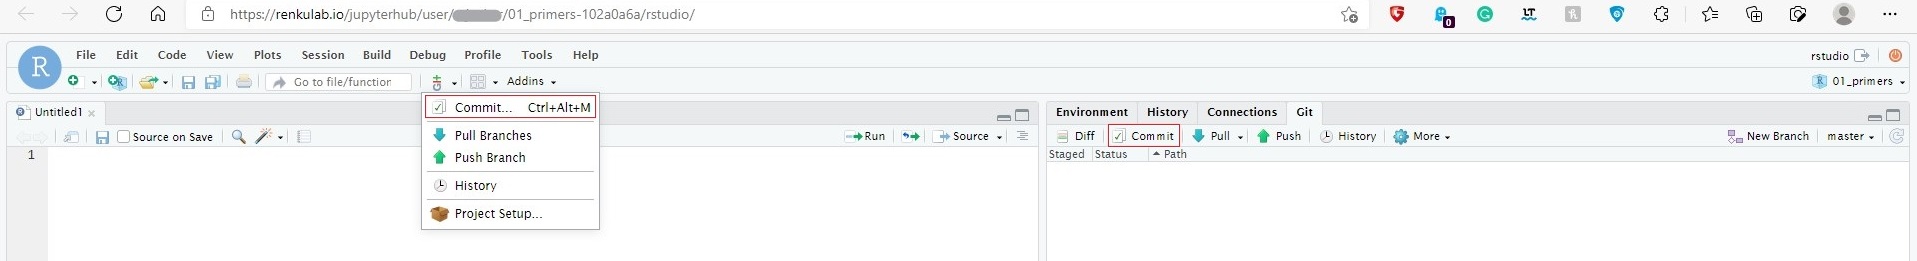 https://renkulab.io/jupyterhub/user/ /01_primers-102a0a6a/rstudio/
0
LT
H
R File Edit Code View Plots Session Build Debug Profile Tools Help
rstudio
Go to file/function
Git
Addins
R 01_primers
Untitled1
Commit... Ctrl+Alt+M
Pull Branches
Push Branch
History
Project Setup...
Source on Save
Run
Source
1
Environment History Connections Git
Diff Commit Pull Push History More New Branch master
Staged Status Path